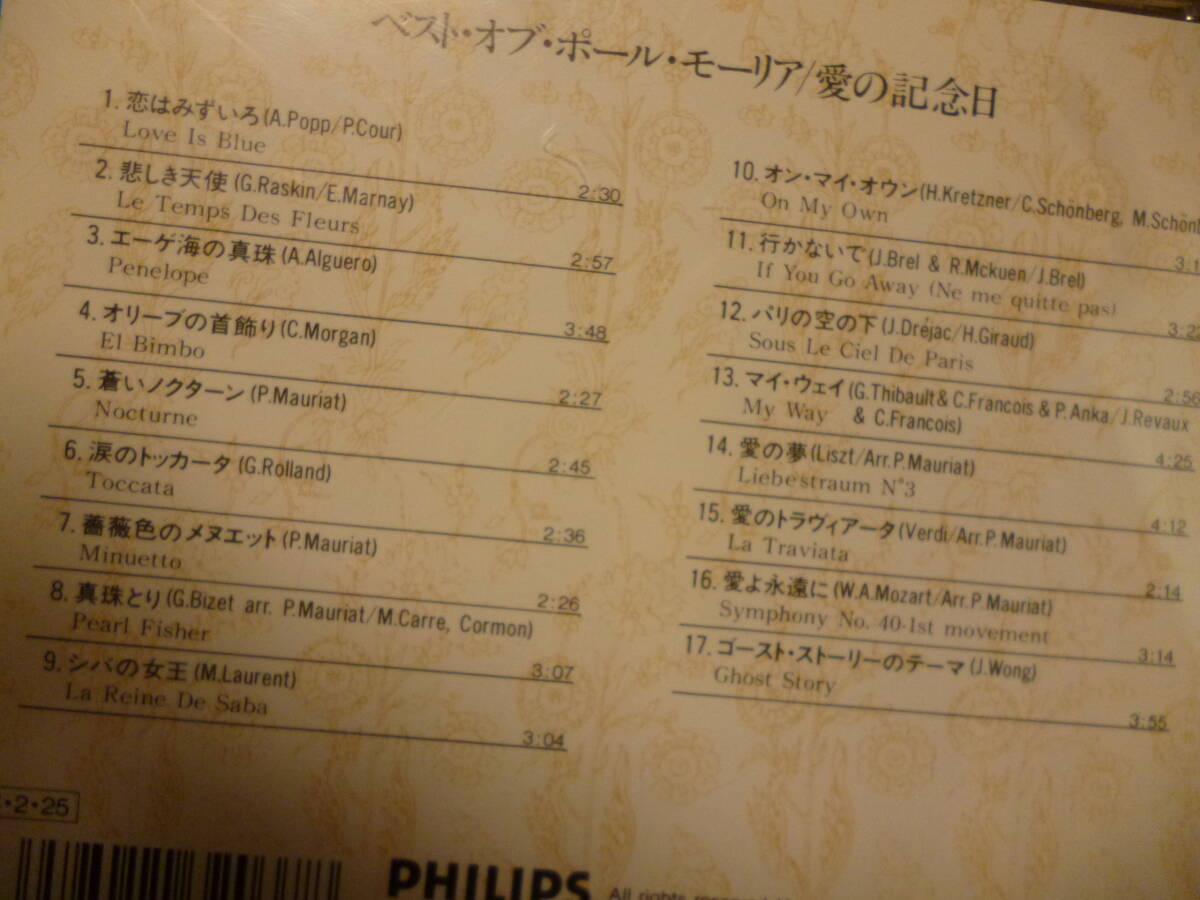 ベスト・オブ・ポール・モーリア/愛の記念日
1. 恋はみずいろ(A.Popp/P.Cour)
Love Is Blue
2:30
2. 悲しき天使(G.Raskin/E.Marnay)
Le Temps Des Fleurs
2:57
3. エーゲ海の真珠(A.Alguero)
Penelope
3:48
4. オリーブの首飾り(C.Morgan)
El Bimbo
2:27
5. 蒼いノクターン(P.Mauriat)
Nocturne
2:45
6. 涙のトッカータ(G.Rolland)
Toccata
2:36
7. 薔薇色のメヌエット(P.Mauriat)
Minuetto
2:26
8. 真珠とり(G.Bizet arr. P.Mauriat/M.Carre, Cormon)
Pearl Fisher
3:07
9. シバの女王(M.Laurent)
La Reine De Saba
3:04
10. オン・マイ・オウン(H.Kretzner/C.Schönberg, M.Schönb
On My Own
3:1
11. 行かないで(J.Brel & R.Mckuen/J.Brel)
If You Go Away (Ne me quitte pas)
3:22
12. パリの空の下(J.Dréjac/H.Giraud)
Sous Le Ciel De Paris
2:56
13. マイ・ウェイ(G.Thibault& C.Francois & P.Anka/J.Revaux
My Way & C.Francois)
4:25
14. 愛の夢(Liszt/Arr.P.Mauriat)
Liebestraum N°3
4:12
15. 愛のトラヴィアータ(Verdi/Arr.P.Mauriat)
La Traviata
2:14
16. 愛よ永遠に(W.A.Mozart/Arr.P.Mauriat)
Symphony No. 40-1st movement
3:14
17. ゴースト・ストーリーのテーマ(J.Wong)
Ghost Story
3:55
・2・25
PHILIPS
All rights